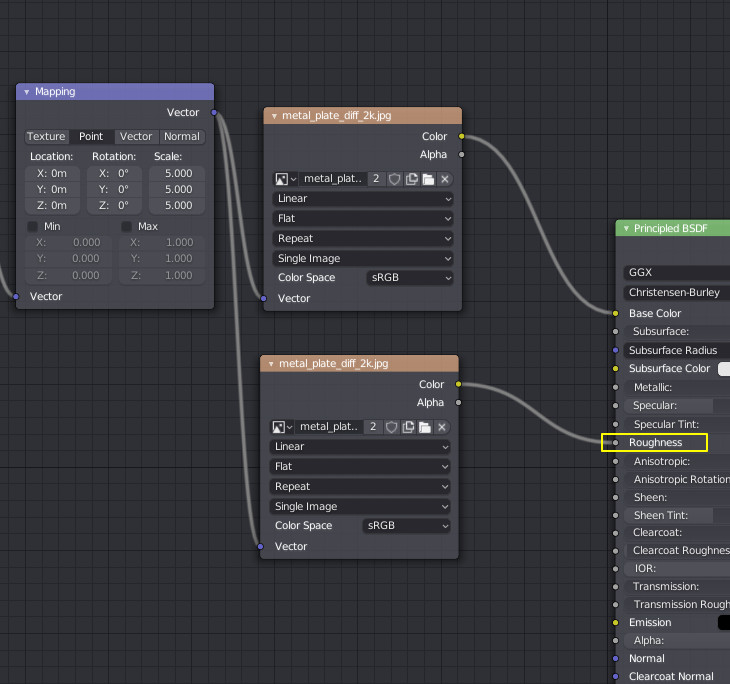 Mapping
Vector
Texture Point Vector Normal
Location: Rotation: Scale:
X: 0m X: 0° 5.000
Y: 0m Y: 0° 5.000
Z: 0m Z: 0° 5.000
Min Max
X: 0.000 X: 1.000
Y: 0.000 Y: 1.000
Z: 0.000 Z: 1.000
Vector
metal_plate_diff_2k.jpg
Color
Alpha
metal_plat.. 2
Linear
Flat
Repeat
Single Image
Color Space sRGB
Vector
metal_plate_diff_2k.jpg
Color
Alpha
metal_plat.. 2
Linear
Flat
Repeat
Single Image
Color Space sRGB
Vector
Principled BSDF
GGX
Christensen-Burley
Base Color
Subsurface:
Subsurface Radius
Subsurface Color
Metallic:
Specular:
Specular Tint:
Roughness
Anisotropic:
Anisotropic Rotation
Sheen:
Sheen Tint:
Clearcoat:
Clearcoat Roughnes
IOR:
Transmission:
Transmission Rough
Emission
Alpha:
Normal
Clearcoat Normal